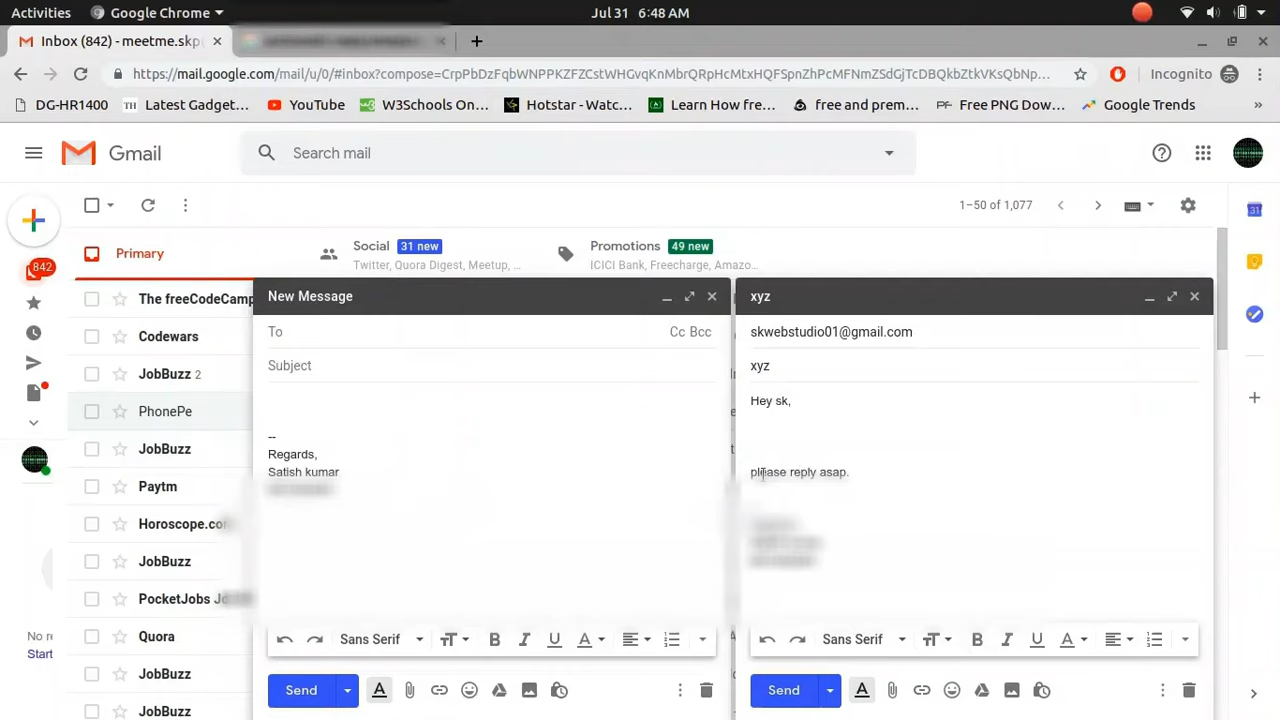 Activities Google Chrome Jul 31 6:48 AM
Inbox (842) - meetme.skp
https://mail.google.com/mail/u/0/#inbox?compose=CrpPbDzFqbWNPPKZFZCstWHGvqKnMbrQRpHcMtxHQFSpnZhPcMFNmZSdGjTcDBQkbZtkVKsQbNp... Incognito
DG-HR1400 Latest Gadget... YouTube W3Schools On... Hotstar - Watc... Learn How fre... free and prem... Free PNG Dow... Google Trends »
Gmail Search mail
1–50 of 1,077
842
Primary Social 31 new Promotions 49 new
Twitter, Quora Digest, Meetup, ... ICICI Bank, Freecharge, Amazo...
The freeCodeCamp
Codewars
JobBuzz 2
PhonePe
JobBuzz
Paytm
Horoscope.co
JobBuzz
PocketJobs
Quora
JobBuzz
JobBuzz
No re
Start
New Message
To Cc Bcc
Subject
--
Regards,
Satish kumar
Sans Serif
Send
xyz
skwebstudio01@gmail.com
xyz
Hey sk,
please reply asap.
Sans Serif
Send
31